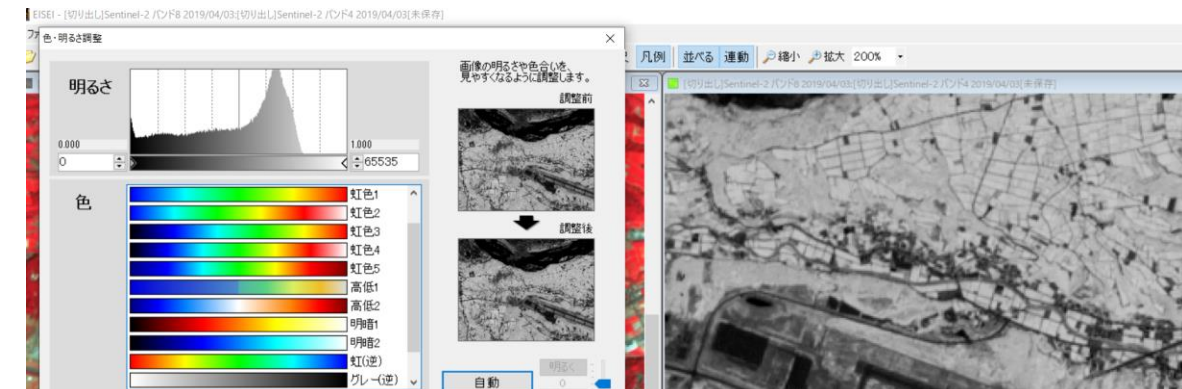 EISEI - [切り出し]Sentinel-2 バンド8 2019/04/03:[切り出し]Sentinel-2 バンド4 2019/04/03[未保存]
色・明るさ調整
凡例 並べる 連動 縮小 拡大 200%
明るさ
画像の明るさや色合いを、
見やすくなるように調整します。
[切り出し]Sentinel-2 バンド8 2019/04/03:[切り出し]Sentinel-2 バンド4 2019/04/03[未保存]
調整前
0.000
1.000
0
65535
色
虹色1
虹色2
虹色3
虹色4
虹色5
高低1
高低2
明暗1
明暗2
虹(逆)
グレー(逆)
調整後
自動
明るく
0